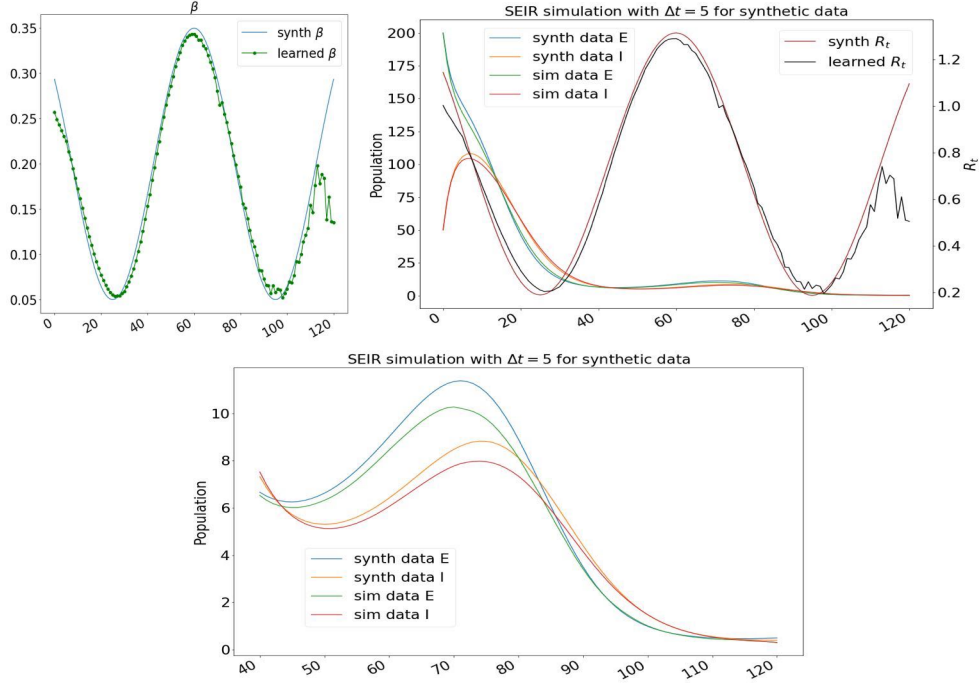 β
synth β
learned β
0.35
0.30
0.25
0.20
0.15
0.10
0.05
0
20
40
60
80
100
120
SEIR simulation with Δt = 5 for synthetic data
synth data E
synth data I
sim data E
sim data I
synth Rt
learned Rt
Population
200
175
150
125
100
75
50
25
0
1.2
1.0
0.8
0.6
0.4
0.2
Rt
0
20
40
60
80
100
120
SEIR simulation with Δt = 5 for synthetic data
Population
10
8
6
4
2
0
synth data E
synth data I
sim data E
sim data I
40
50
60
70
80
90
100
110
120